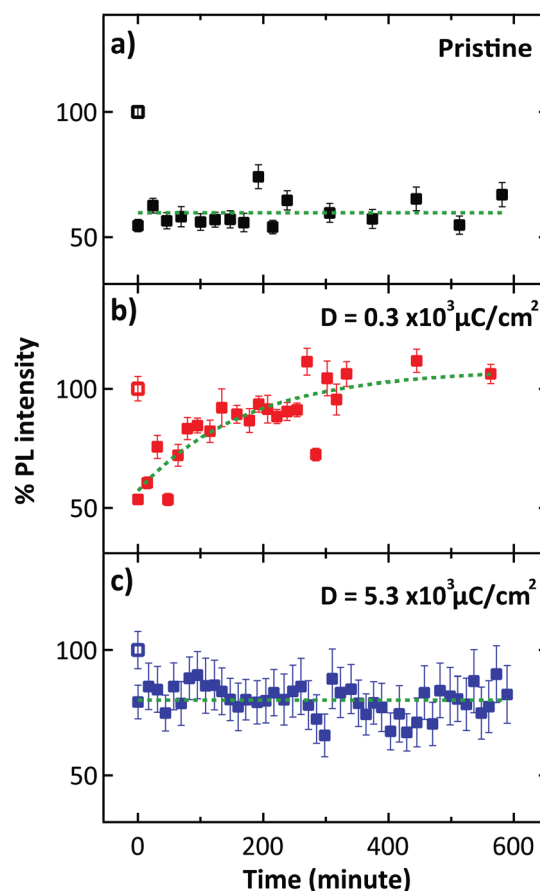 a)
Pristine
100
50
b)
D = 0.3 x10³µC/cm²
100
50
% PL intensity
c)
D = 5.3 x10³µC/cm²
100
50
0
200
400
600
Time (minute)